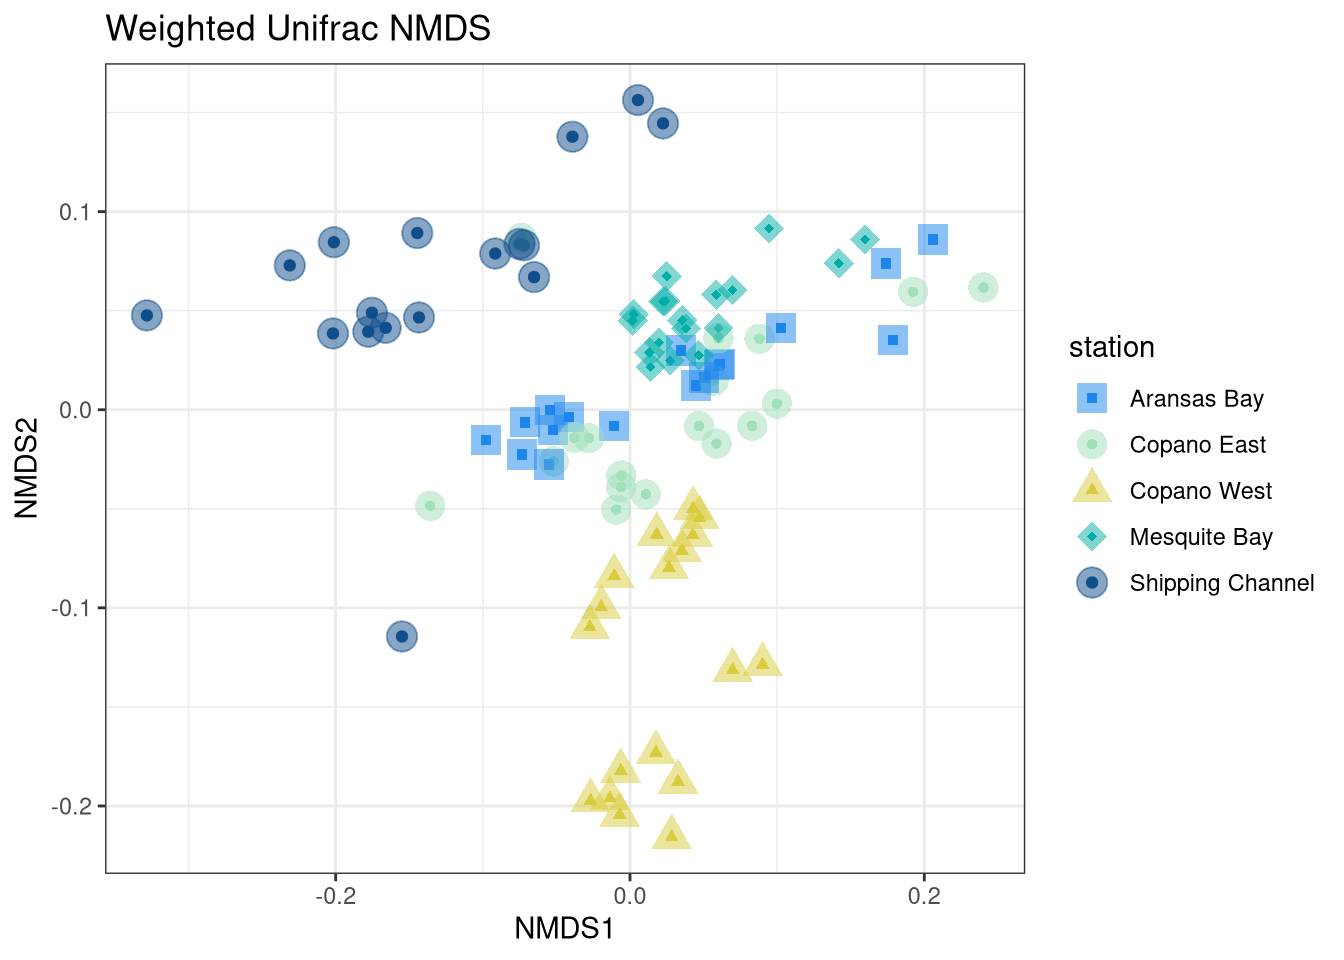 Weighted Unifrac NMDS
0.1
0.0
-0.1
-0.2
NMDS2
-0.2
0.0
0.2
NMDS1
station
Aransas Bay
Copano East
Copano West
Mesquite Bay
Shipping Channel